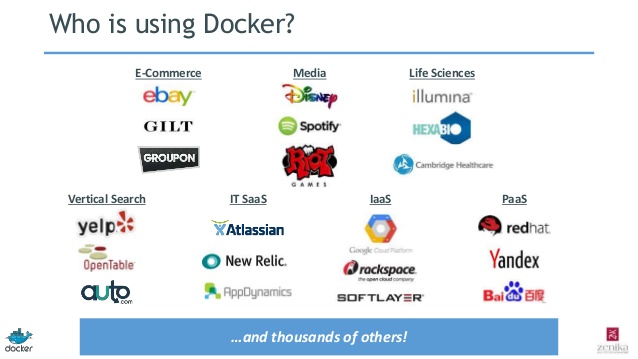 Who is using Docker?
E-Commerce
ebay
GILT
GROUPON
Media
Disney
Spotify
RIOT
GAMES
Life Sciences
illumina
HEXABIO
Cambridge Healthcare
Vertical Search
yelp
OpenTable
auto
.com
IT SaaS
Atlassian
New Relic.
AppDynamics
IaaS
Google Cloud Platform
rackspace.
the open cloud company
SOFTLAYER
PaaS
redhat.
Yandex
Bai du 百度
...and thousands of others!
docker
zenika